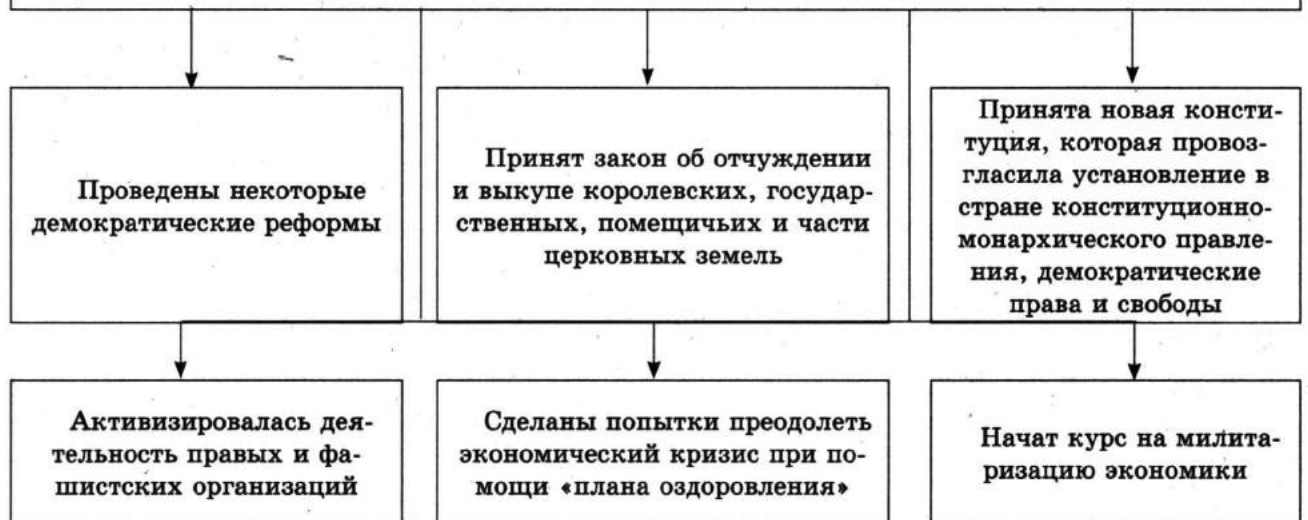 Проведены некоторые
демократические реформы
Принят закон об отчуждении
и выкупе королевских, государ-
ственных, помещичьих и части
церковных земель
Принята новая консти-
туция, которая провоз-
гласила установление в
стране конституционно-
монархического правле-
ния, демократические
права и свободы
Активизировалась дея-
тельность правых и фа-
шистских организаций
Сделаны попытки преодолеть
экономический кризис при по-
мощи «плана оздоровления»
Начат курс на милита-
ризацию экономики